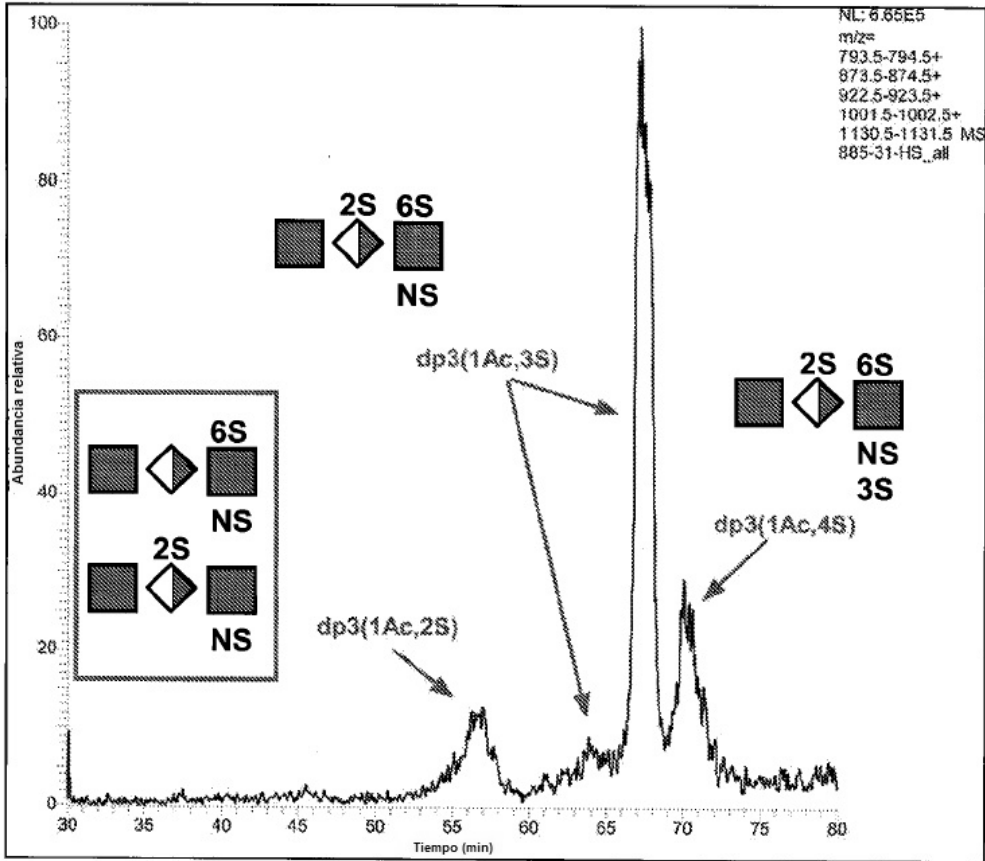 100
80
60
40
20
0
Abundancia relativa
NL: 6.65E5
m/z=
793.5-794.5+
873.5-874.5+
922.5-923.5+
1001.5-1002.5+
1130.5-1131.5 MS
885-31-HS_all
2S 6S
NS
dp3(1Ac,3S)
2S 6S
NS
3S
dp3(1Ac,4S)
6S
NS
2S
NS
dp3(1Ac,2S)
30 35 40 45 50 55 60 65 70 75 80
Tiempo (min)